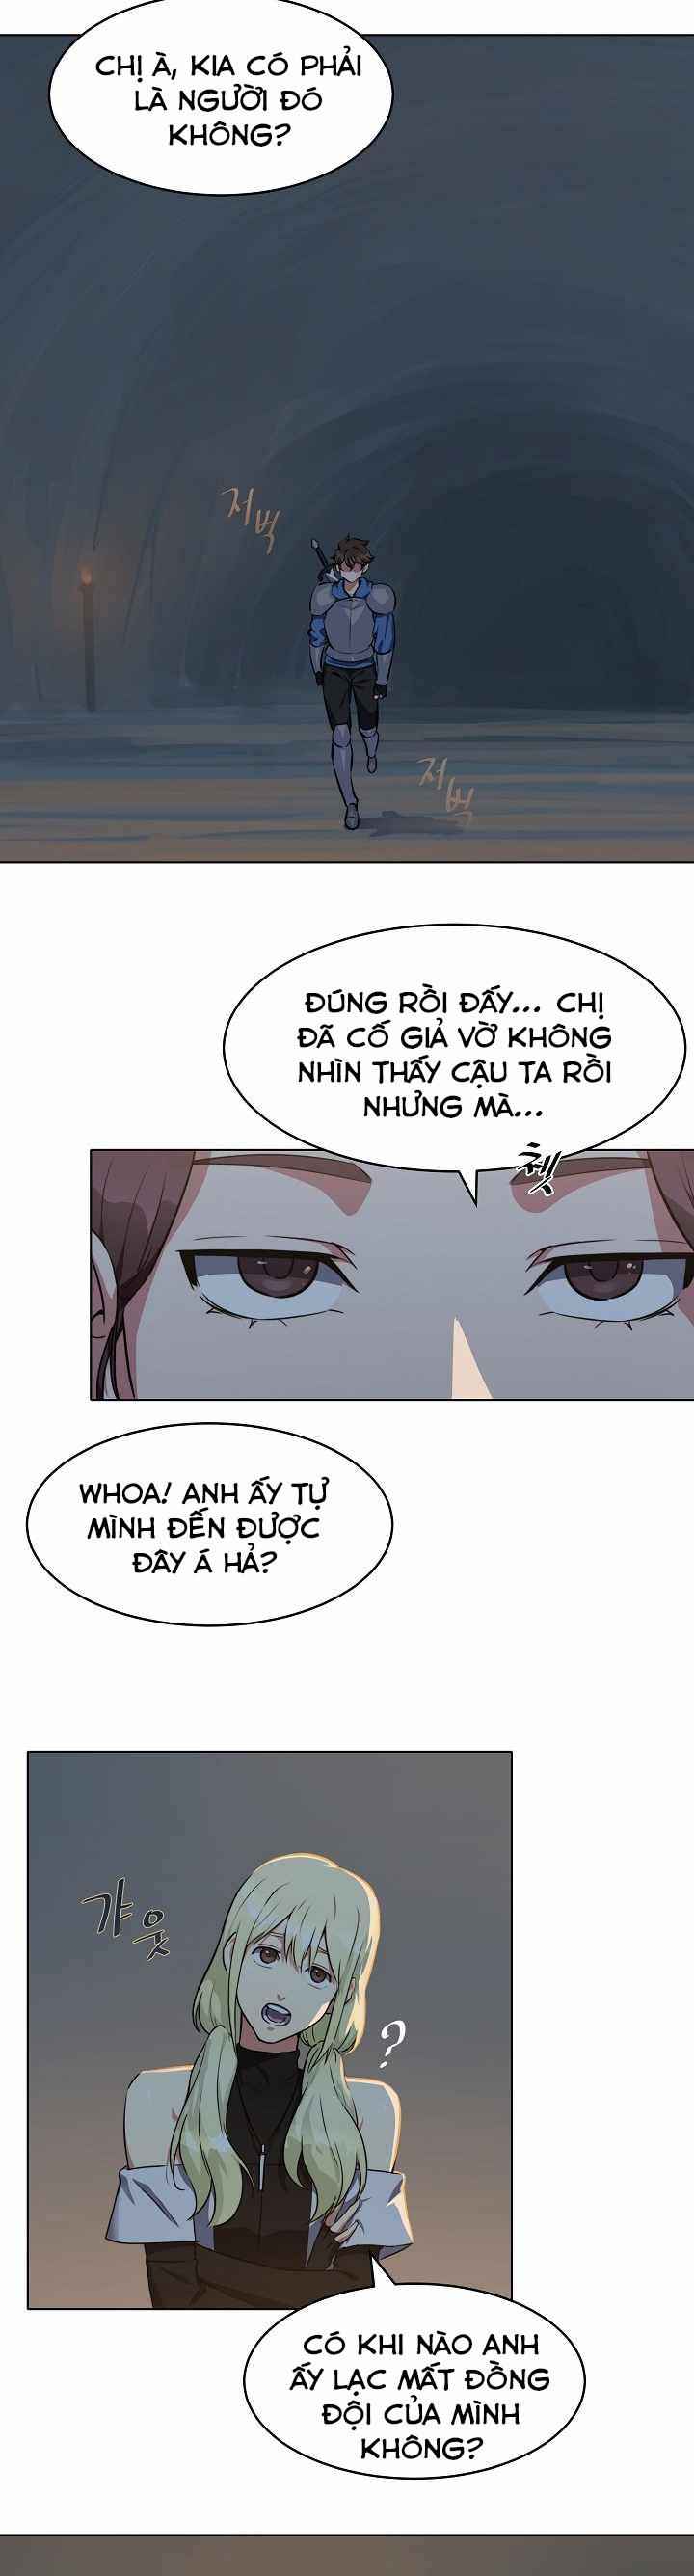 CHỊ À, KIA CÓ PHẢI
LÀ NGƯỜI ĐÓ
KHÔNG?
저벅
저벅
ĐÚNG RỒI ĐẤY... CHỊ
ĐÃ CỐ GIẢ VỜ KHÔNG
NHÌN THẤY CẬU TA RỒI
NHƯNG MÀ...
쳇
WHOA! ANH ẤY TỰ
MÌNH ĐẾN ĐƯỢC
ĐÂY Á HẢ?
갸웃
?
CÓ KHI NÀO ANH
ẤY LẠC MẤT ĐỒNG
ĐỘI CỦA MÌNH
KHÔNG?